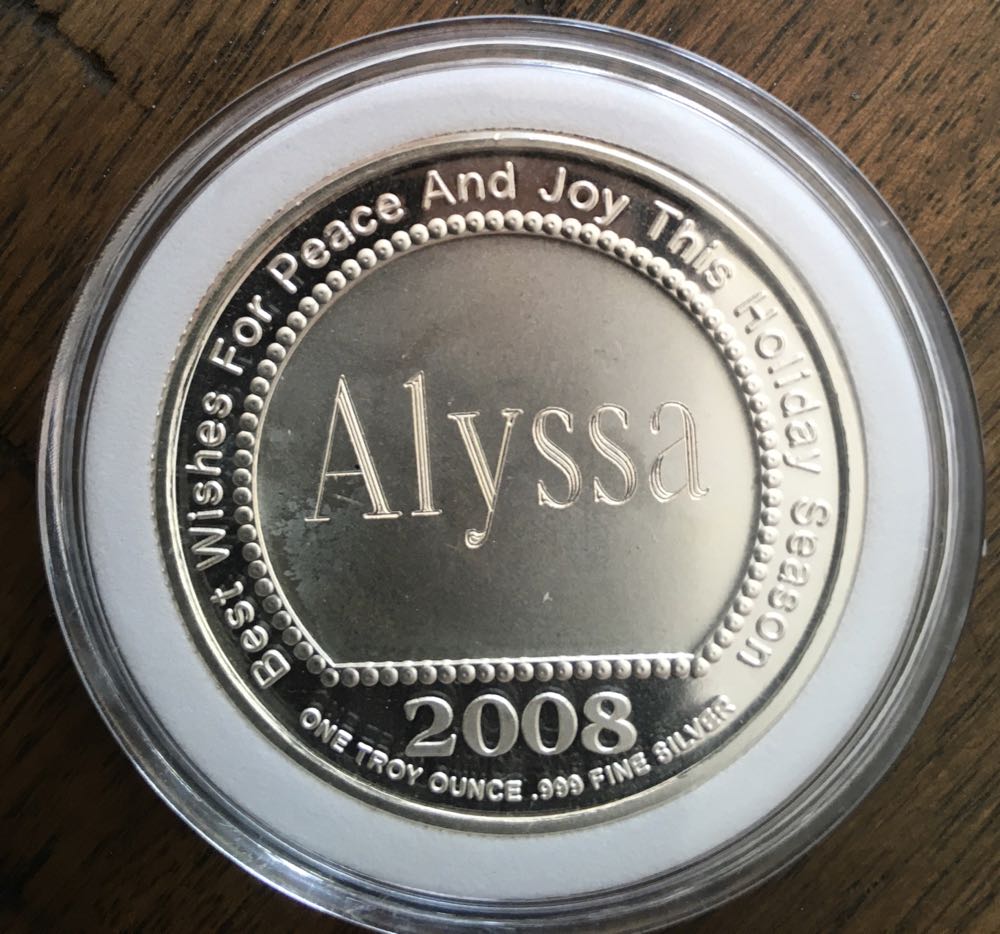 Best Wishes For Peace And Joy This Holiday Season
Alyssa
2008
ONE TROY OUNCE .999 FINE SILVER